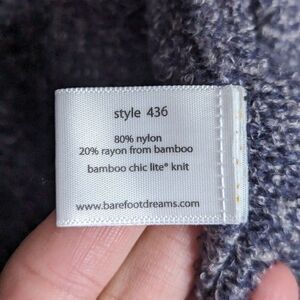 style 436
80% nylon
20% rayon from bamboo
bamboo chic lite® knit
www.barefootdreams.com